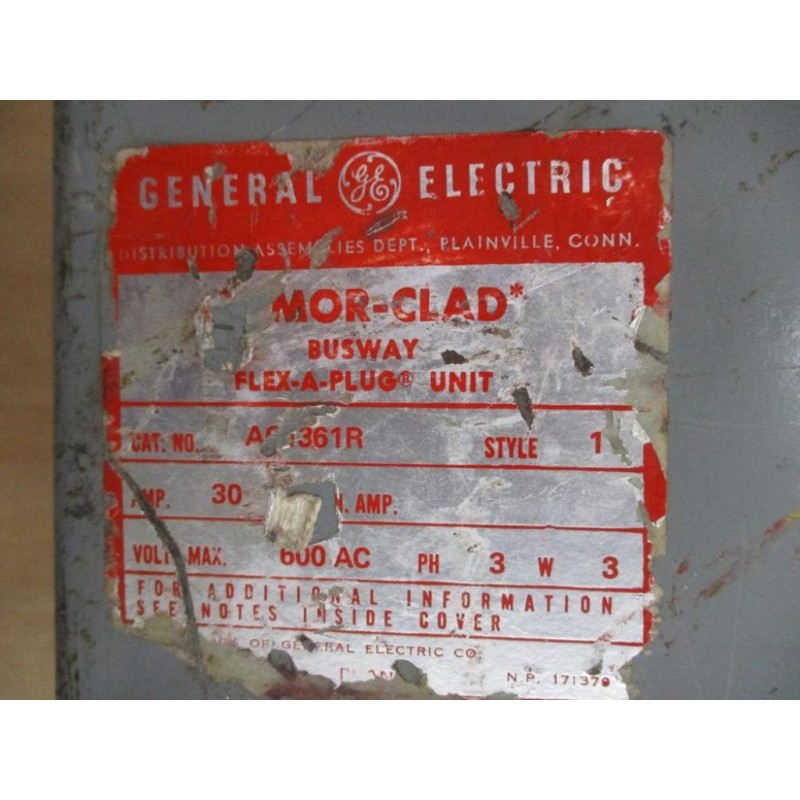 GENERAL GE ELECTRIC
DISTRIBUTION ASSEMBLIES DEPT., PLAINVILLE, CONN.
MOR-CLAD*
BUSWAY
FLEX-A-PLUG® UNIT
CAT. NO. STYLE 1
AMP. 30 AMP.
VOLT MAX. 600 AC PH 3 W 3
FOR ADDITIONAL INFORMATION
SEE NOTES INSIDE COVER
OF GENERAL ELECTRIC CO.
N.P. 171379